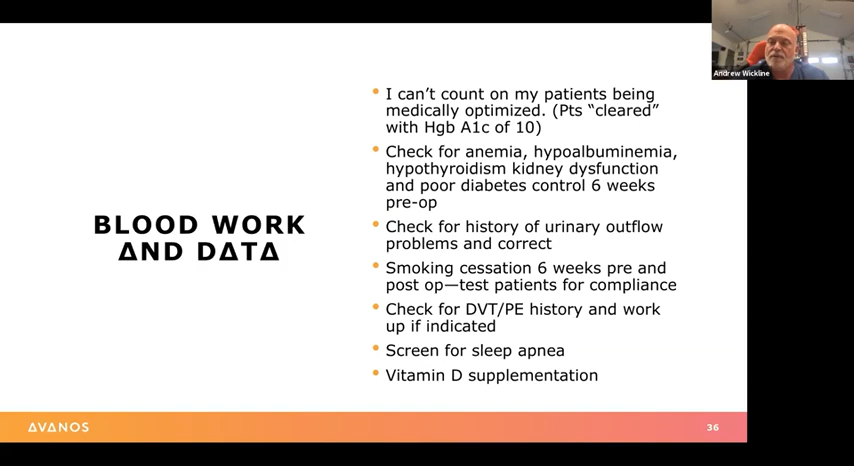 Andrew Wickline
BLOOD WORK
AND DATA
• I can’t count on my patients being
medically optimized. (Pts “cleared”
with Hgb A1c of 10)
• Check for anemia, hypoalbuminemia,
hypothyroidism kidney dysfunction
and poor diabetes control 6 weeks
pre-op
• Check for history of urinary outflow
problems and correct
• Smoking cessation 6 weeks pre and
post op—test patients for compliance
• Check for DVT/PE history and work
up if indicated
• Screen for sleep apnea
• Vitamin D supplementation
AVANOS
36